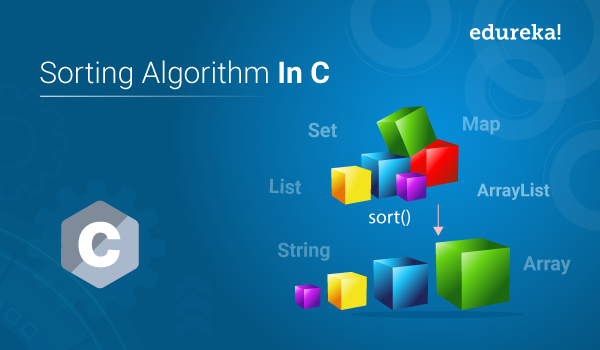 edureka!
Sorting Algorithm In C
Set
Map
List
ArrayList
sort()
String
Array
C